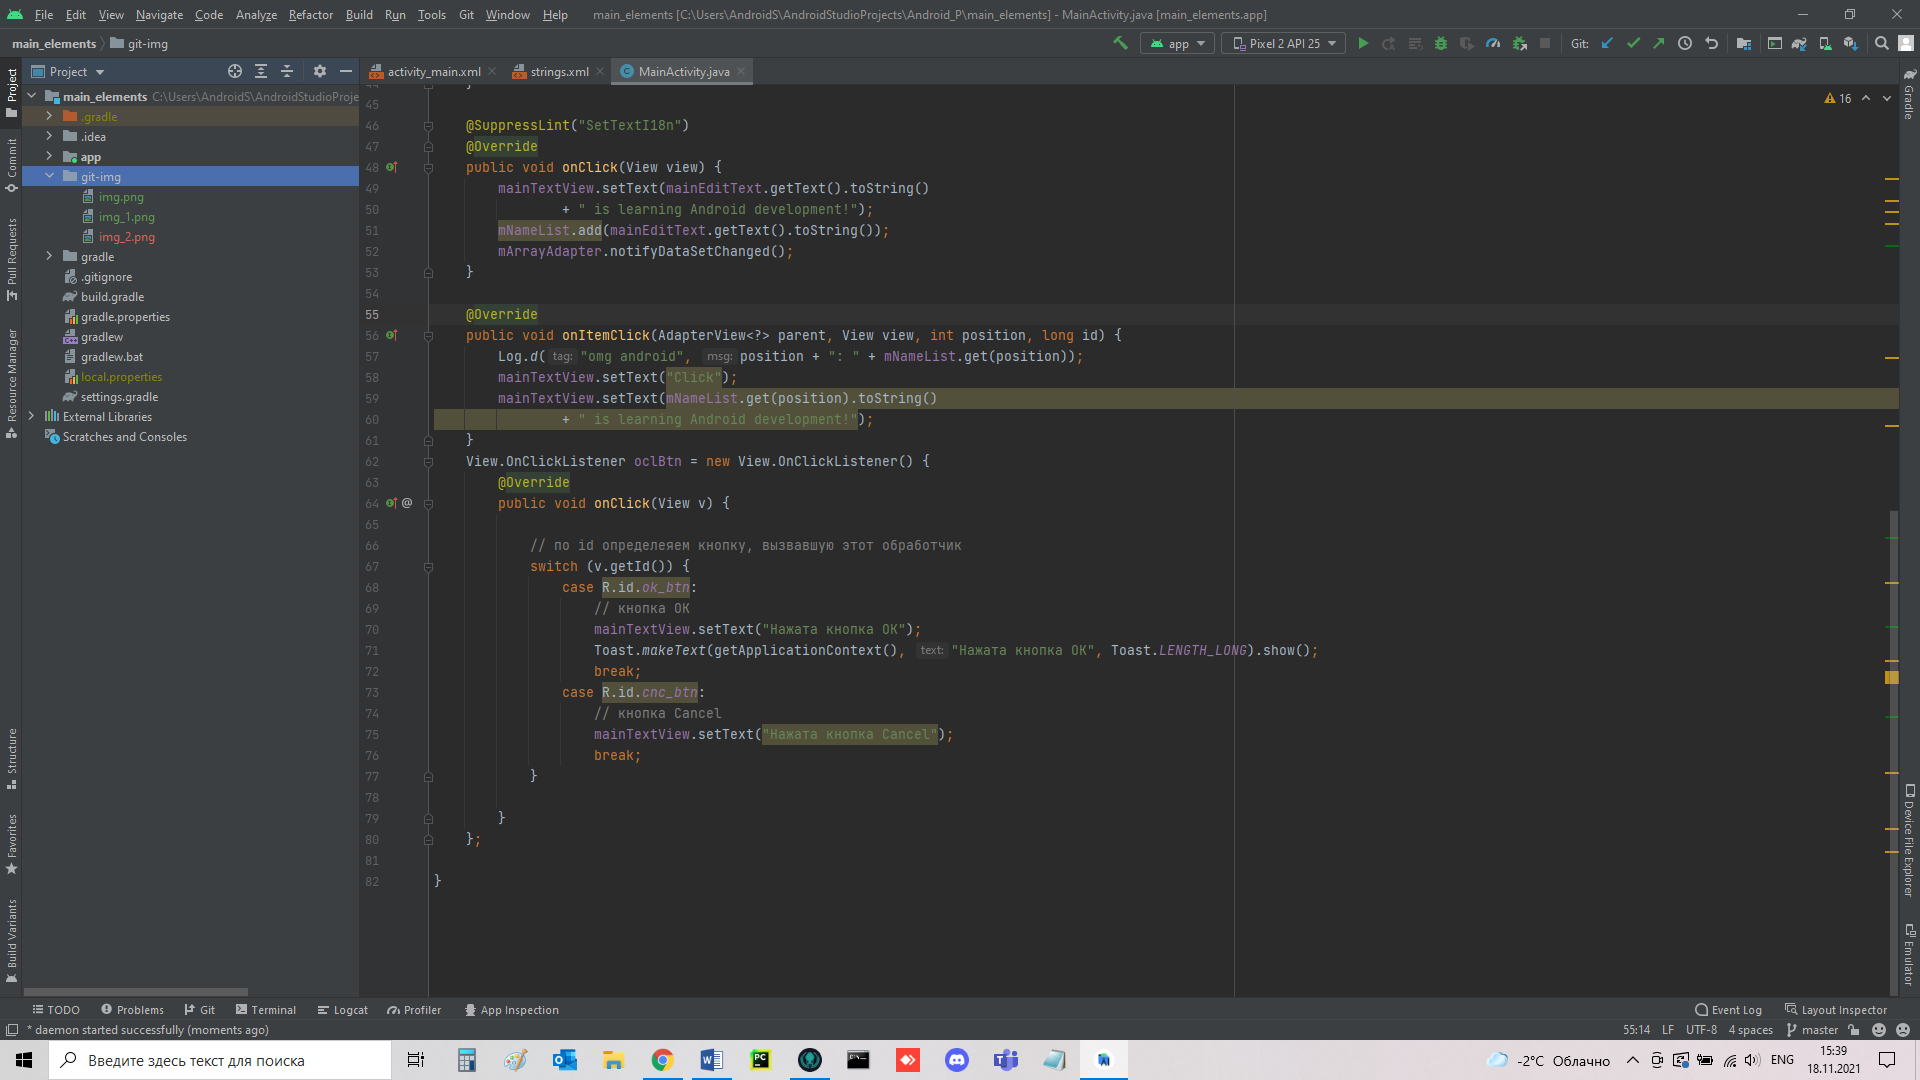 File Edit View Navigate Code Analyze Refactor Build Run Tools Git Window Help main_elements [C:\Users\AndroidS\AndroidStudioProjects\Android_P\main_elements] - MainActivity.java [main_elements.app]
main_elements git-img app Pixel 2 API 25 Git:
Project activity_main.xml strings.xml MainActivity.java
main_elements C:\Users\AndroidS\AndroidStudioProje
.gradle
.idea
app
git-img
img.png
img_1.png
img_2.png
gradle
.gitignore
build.gradle
gradle.properties
gradlew
gradlew.bat
local.properties
settings.gradle
External Libraries
Scratches and Consoles
Project
Commit
Pull Requests
Resource Manager
Structure
Favorites
Build Variants
16
45
46 @SuppressLint("SetTextI18n")
47 @Override
48 public void onClick(View view) {
49 mainTextView.setText(mainEditText.getText().toString()
50 + " is learning Android development!");
51 mNameList.add(mainEditText.getText().toString());
52 mArrayAdapter.notifyDataSetChanged();
53 }
54
55 @Override
56 public void onItemClick(AdapterView<?> parent, View view, int position, long id) {
57 Log.d( tag: "omg android", msg: position + ": " + mNameList.get(position));
58 mainTextView.setText("Click");
59 mainTextView.setText(mNameList.get(position).toString()
60 + " is learning Android development!");
61 }
62 View.OnClickListener oclBtn = new View.OnClickListener() {
63 @Override
64 @ public void onClick(View v) {
65
66 // по id определеяем кнопку, вызвавшую этот обработчик
67 switch (v.getId()) {
68 case R.id.ok_btn:
69 // кнопка ОК
70 mainTextView.setText("Нажата кнопка ОК");
71 Toast.makeText(getApplicationContext(), text: "Нажата кнопка ОК", Toast.LENGTH_LONG).show();
72 break;
73 case R.id.cnc_btn:
74 // кнопка Cancel
75 mainTextView.setText("Нажата кнопка Cancel");
76 break;
77 }
78
79 }
80 };
81
82 }
Gradle
Device File Explorer
Emulator
TODO Problems Git Terminal Logcat Profiler App Inspection Event Log Layout Inspector
* daemon started successfully (moments ago) 55:14 LF UTF-8 4 spaces master
Введите здесь текст для поиска -2°C Облачно ENG 15:39
18.11.2021